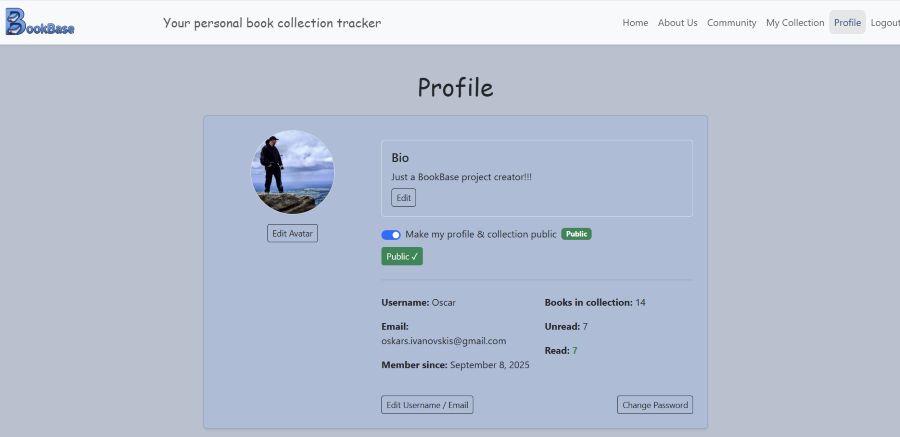 BookBase
Your personal book collection tracker
Home About Us Community My Collection Profile Logout
Profile
Edit Avatar
Bio
Just a BookBase project creator!!!
Edit
Make my profile & collection public Public
Public ✓
Username: Oscar
Email:
oskars.ivanovskis@gmail.com
Member since: September 8, 2025
Books in collection: 14
Unread: 7
Read: 7
Edit Username / Email
Change Password